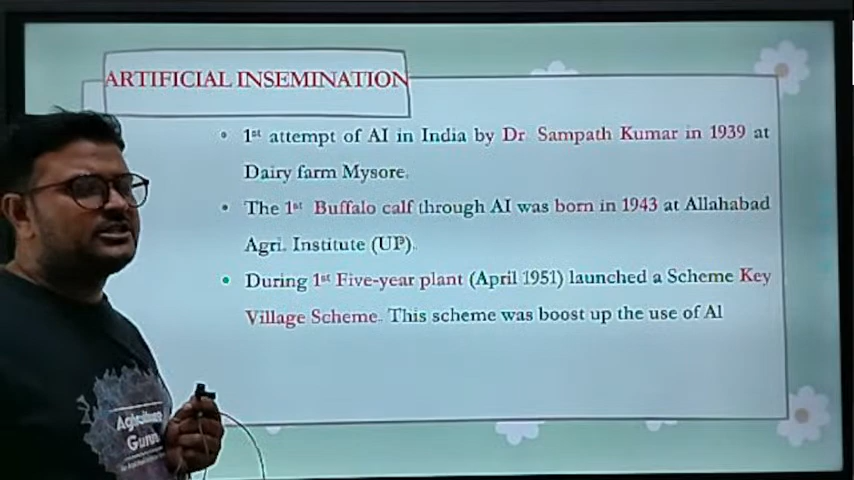 ARTIFICIAL INSEMINATION
• 1st attempt of AI in India by Dr. Sampath Kumar in 1939 at
Dairy farm Mysore.
• The 1st Buffalo calf through AI was born in 1943 at Allahabad
Agri. Institute (UP).
• During 1st Five-year plant (April 1951) launched a Scheme Key
Village Scheme. This scheme was boost up the use of AI
Agriculture
Guruji